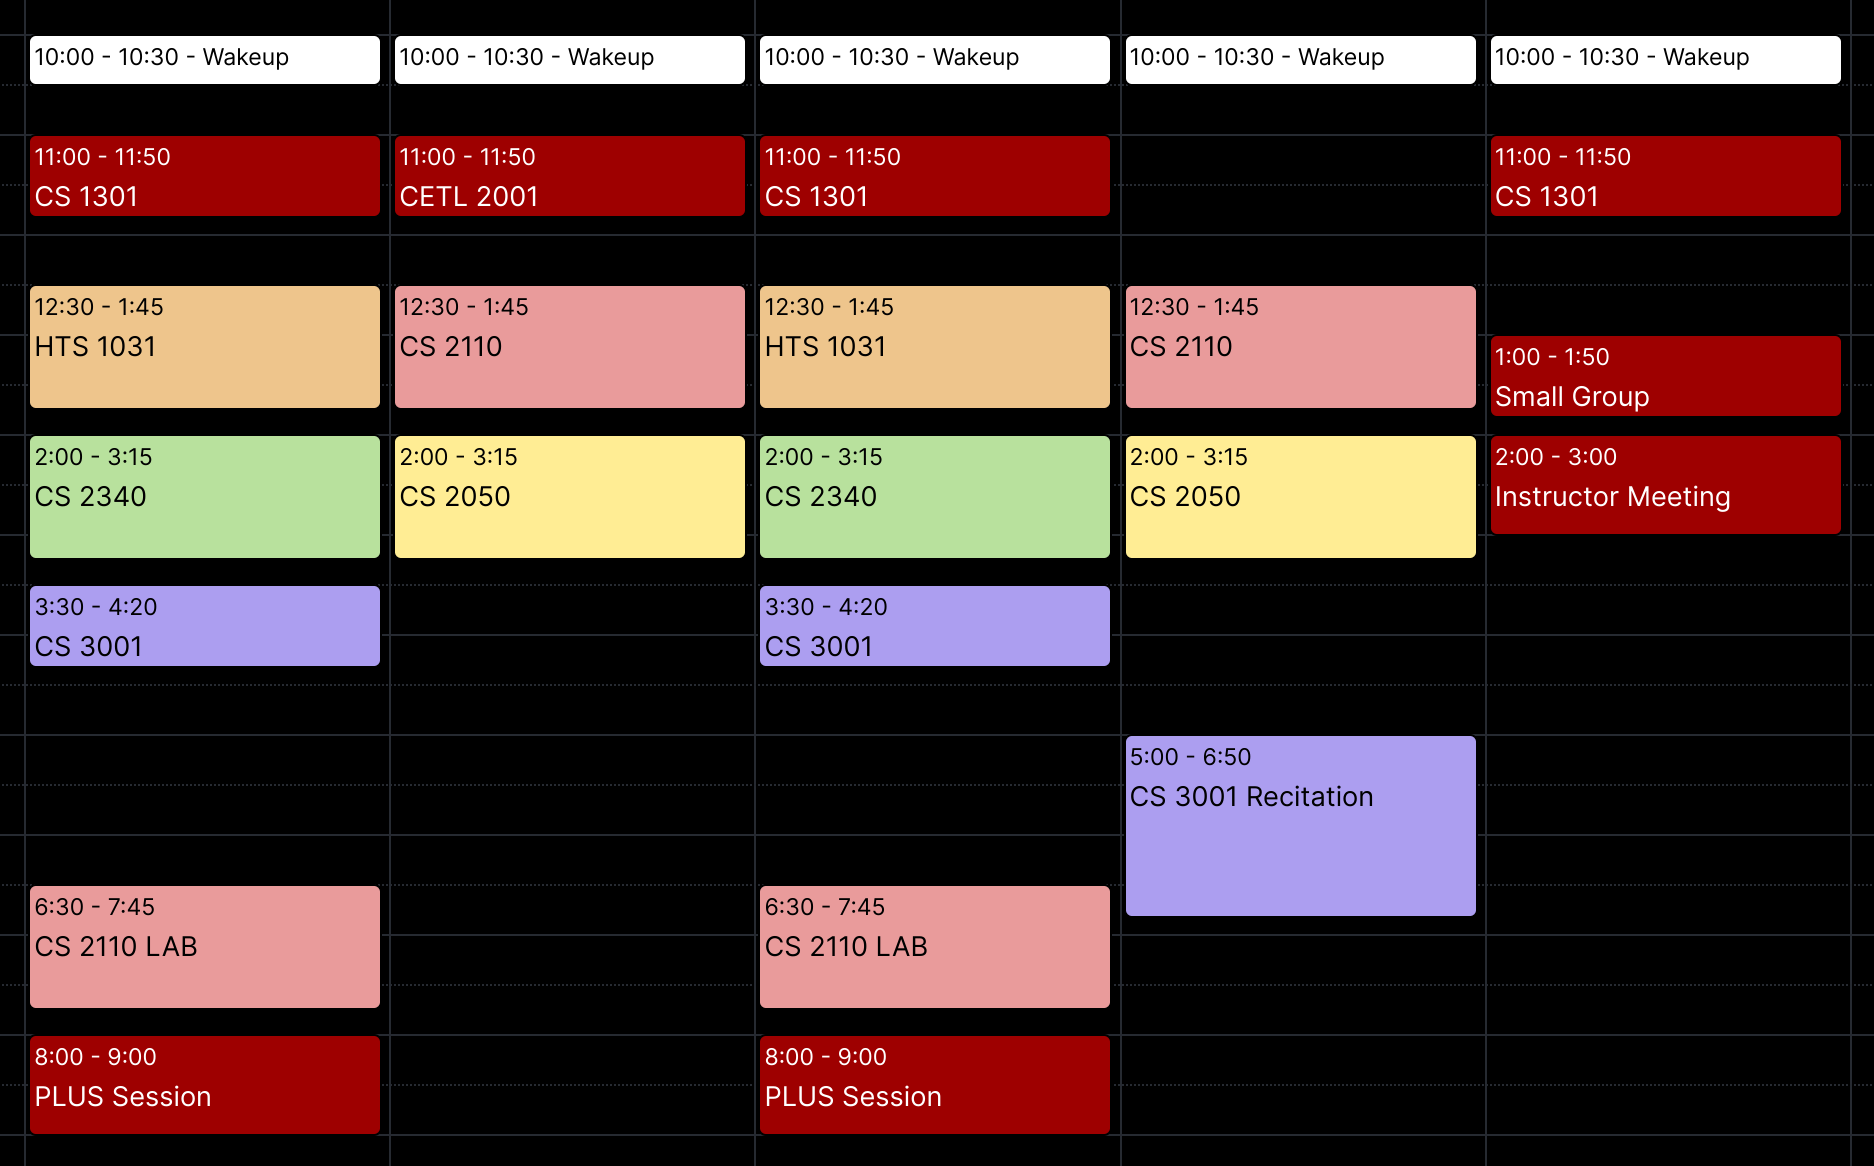 10:00 - 10:30 - Wakeup
11:00 - 11:50
CS 1301
12:30 - 1:45
HTS 1031
2:00 - 3:15
CS 2340
3:30 - 4:20
CS 3001
6:30 - 7:45
CS 2110 LAB
8:00 - 9:00
PLUS Session
10:00 - 10:30 - Wakeup
11:00 - 11:50
CETL 2001
12:30 - 1:45
CS 2110
2:00 - 3:15
CS 2050
10:00 - 10:30 - Wakeup
11:00 - 11:50
CS 1301
12:30 - 1:45
HTS 1031
2:00 - 3:15
CS 2340
3:30 - 4:20
CS 3001
6:30 - 7:45
CS 2110 LAB
8:00 - 9:00
PLUS Session
10:00 - 10:30 - Wakeup
12:30 - 1:45
CS 2110
2:00 - 3:15
CS 2050
5:00 - 6:50
CS 3001 Recitation
10:00 - 10:30 - Wakeup
11:00 - 11:50
CS 1301
1:00 - 1:50
Small Group
2:00 - 3:00
Instructor Meeting